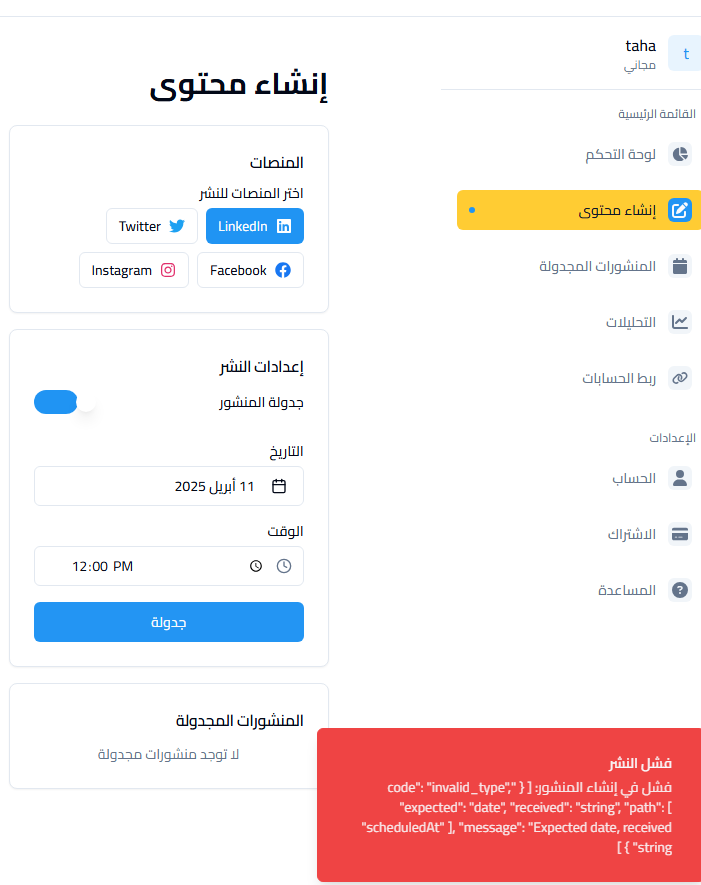 taha
t
مجاني
القائمة الرئيسية
لوحة التحكم
إنشاء محتوى
المنشورات المجدولة
التحليلات
ربط الحسابات
الإعدادات
الحساب
الاشتراك
المساعدة
إنشاء محتوى
المنصات
اختر المنصات للنشر
LinkedIn
Twitter
Facebook
Instagram
إعدادات النشر
جدولة المنشور
التاريخ
11 أبريل 2025
الوقت
12:00 PM
جدولة
المنشورات المجدولة
لا توجد منشورات مجدولة
فشل النشر
فشل في إنشاء المنشور: [ { "code": "invalid_type",
"expected": "date", "received": "string", "path": [
"scheduledAt" ], "message": "Expected date, received
string" } ]